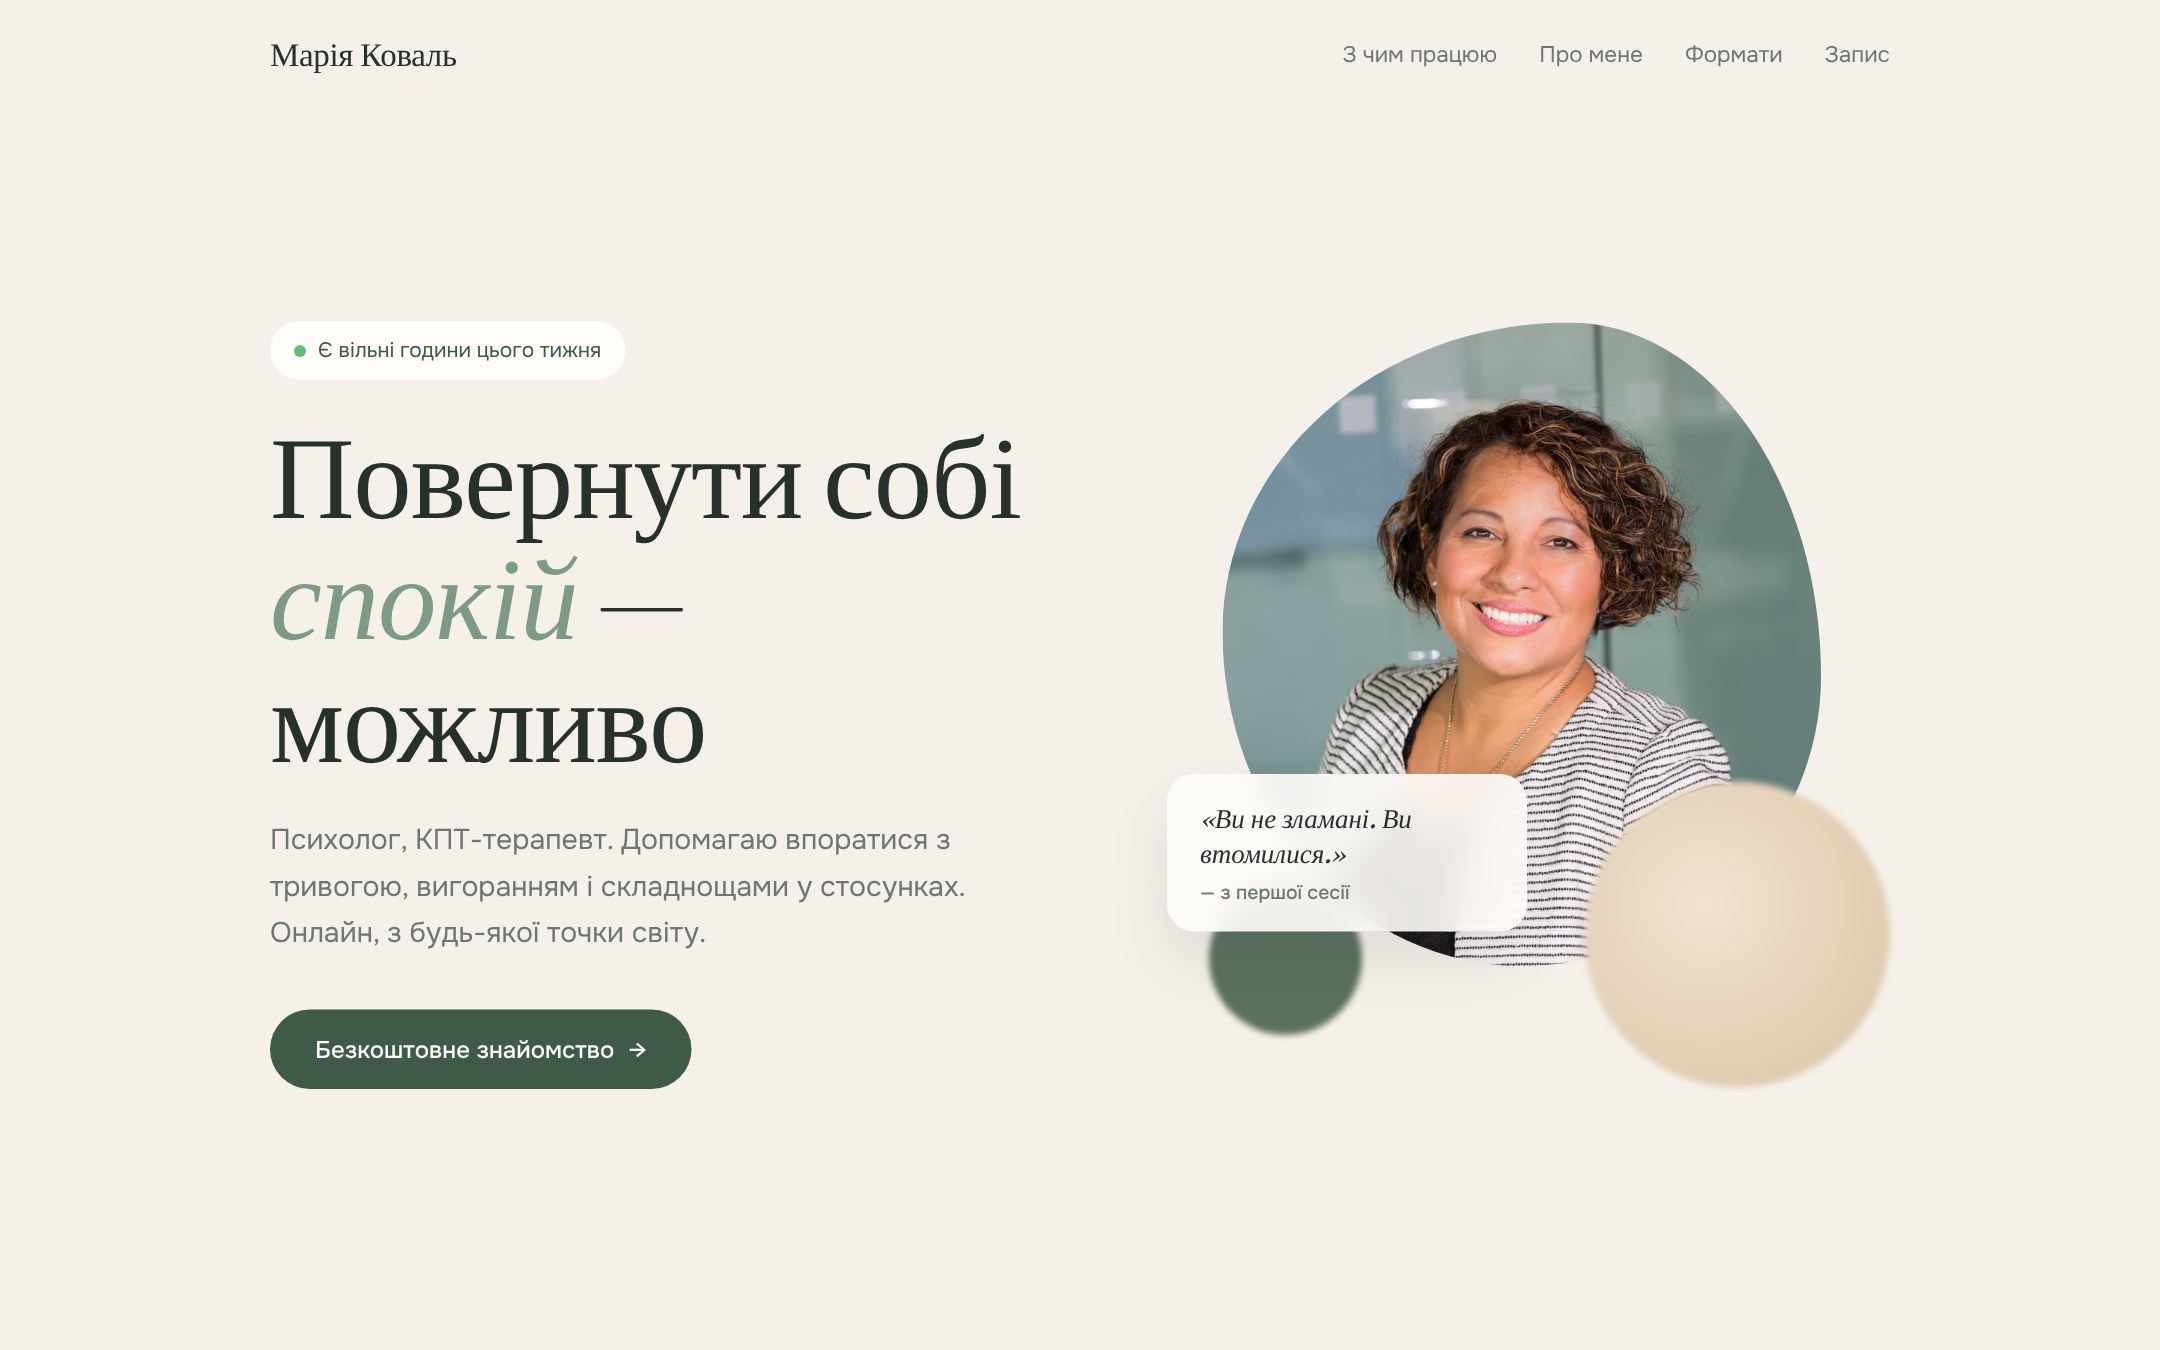 Марія Коваль
З чим працюю
Про мене
Формати
Запис
Є вільні години цього тижня
Повернути собі
спокій —
можливо
Психолог, КПТ-терапевт. Допомагаю впоратися з
тривогою, вигоранням і складнощами у стосунках.
Онлайн, з будь-якої точки світу.
Безкоштовне знайомство →
«Ви не зламані. Ви
втомилися.»
— з першої сесії